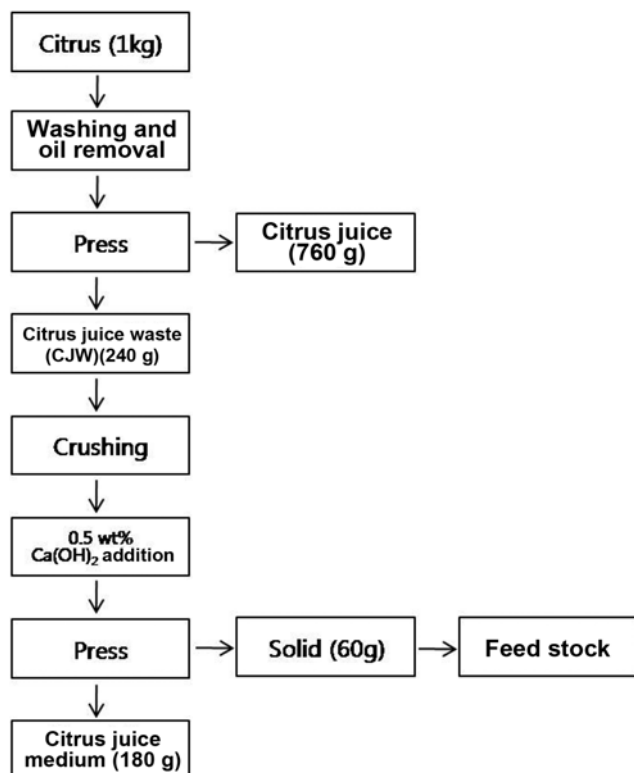 Citrus (1kg)
Washing and
oil removal
Press
Citrus juice
(760 g)
Citrus juice waste
(CJW)(240 g)
Crushing
0.5 wt%
Ca(OH)₂ addition
Press
Solid (60g)
Feed stock
Citrus juice
medium (180 g)